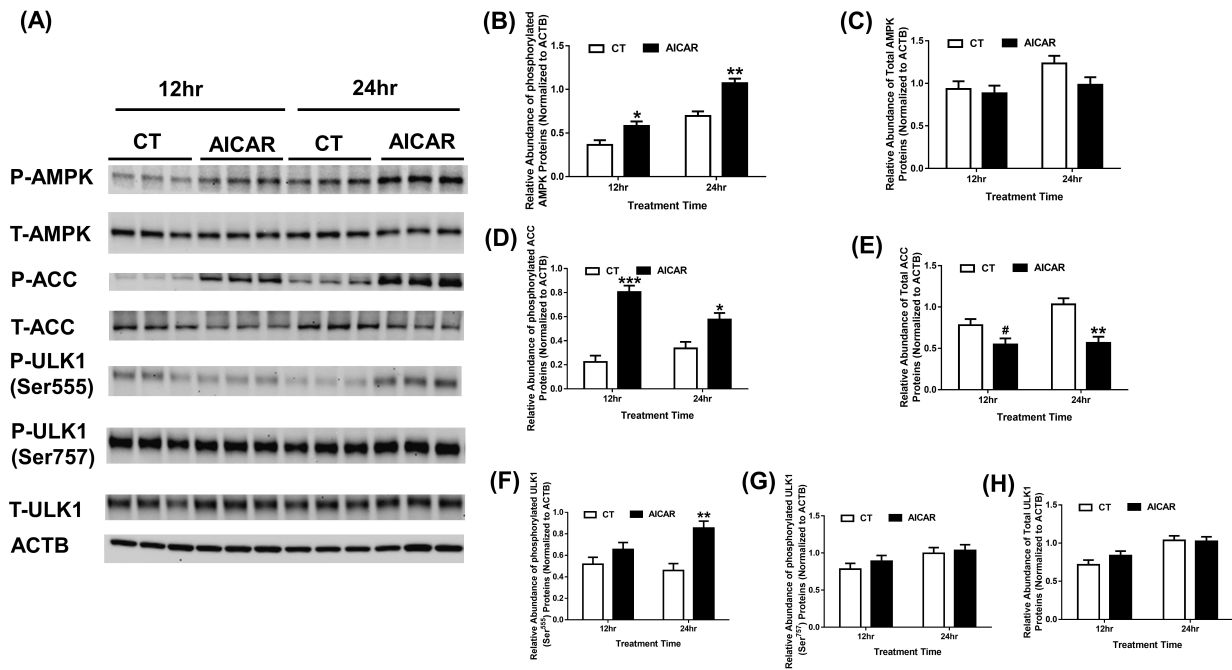 (A)
12hr 24hr
CT AICAR CT AICAR
P-AMPK
T-AMPK
P-ACC
T-ACC
P-ULK1
(Ser555)
P-ULK1
(Ser757)
T-ULK1
ACTB
(B)
Relative Abundance of phosphorylated
AMPK Proteins (Normalized to ACTB)
CT AICAR
1.5
1.0
0.5
0.0
*
**
12hr 24hr
Treatment Time
(C)
Relative Abundance of Total AMPK
Proteins (Normalized to ACTB)
CT AICAR
1.5
1.0
0.5
0.0
12hr 24hr
Treatment Time
(D)
Relative Abundance of phosphorylated ACC
Proteins (Normalized to ACTB)
CT AICAR
1.0
0.8
0.6
0.4
0.2
0.0
***
*
12hr 24hr
Treatment Time
(E)
Relative Abundance of Total ACC
Proteins (Normalized to ACTB)
CT AICAR
1.5
1.0
0.5
0.0
#
**
12hr 24hr
Treatment Time
(F)
Relative Abundance of phosphorylated ULK1
(Ser555) Proteins (Normalized to ACTB)
CT AICAR
1.0
0.8
0.6
0.4
0.2
0.0
**
12hr 24hr
Treatment Time
(G)
Relative Abundance of phosphorylated ULK1
(Ser757) Proteins (Normalized to ACTB)
CT AICAR
1.5
1.0
0.5
0.0
12hr 24hr
Treatment Time
(H)
Relative Abundance of Total ULK1
Proteins (Normalized to ACTB)
CT AICAR
1.5
1.0
0.5
0.0
12hr 24hr
Treatment Time